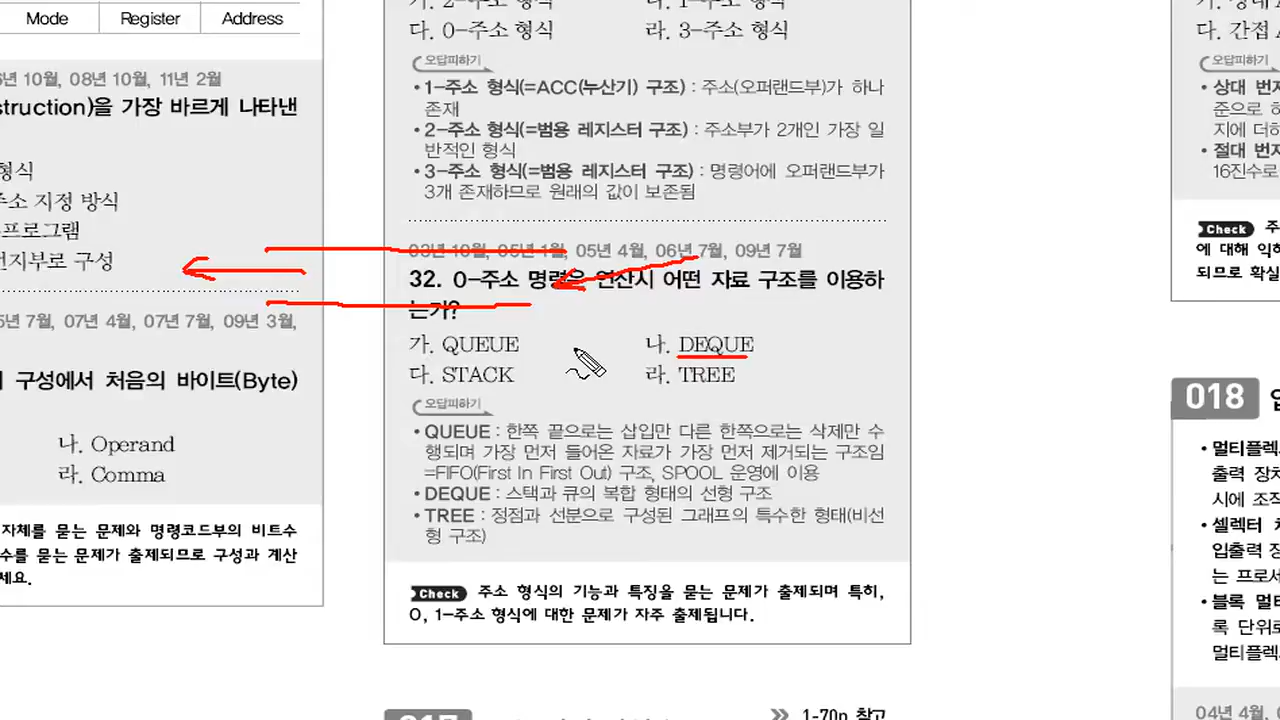 Mode Register Address
년 10월, 08년 10월, 11년 2월
struction)을 가장 바르게 나타낸
형식
주소 지정 방식
프로그램
번지부로 구성
5년 7월, 07년 4월, 07년 7월, 09년 3월,
구성에서 처음의 바이트(Byte)
나. Operand
라. Comma
자체를 묻는 문제와 명령코드부의 비트수
수를 묻는 문제가 출제되므로 구성과 계산
세요.
가. 2-주소 형식 나. 1-주소 형식
다. 0-주소 형식 라. 3-주소 형식
오답피하기
• 1-주소 형식(=ACC(누산기) 구조) : 주소(오퍼랜드부)가 하나
존재
• 2-주소 형식(=범용 레지스터 구조) : 주소부가 2개인 가장 일
반적인 형식
• 3-주소 형식(=범용 레지스터 구조) : 명령어에 오퍼랜드부가
3개 존재하므로 원래의 값이 보존됨
03년 10월, 05년 1월, 05년 4월, 06년 7월, 09년 7월
32. 0-주소 명령은 연산시 어떤 자료 구조를 이용하
는가?
가. QUEUE 나. DEQUE
다. STACK 라. TREE
오답피하기
• QUEUE : 한쪽 끝으로는 삽입만 다른 한쪽으로는 삭제만 수
행되며 가장 먼저 들어온 자료가 가장 먼저 제거되는 구조임
=FIFO(First In First Out) 구조, SPOOL 운영에 이용
• DEQUE : 스택과 큐의 복합 형태의 선형 구조
• TREE : 정점과 선분으로 구성된 그래프의 특수한 형태(비선
형 구조)
Check 주소 형식의 기능과 특징을 묻는 문제가 출제되며 특히,
0, 1-주소 형식에 대한 문제가 자주 출제됩니다.
1-70p 참고
다. 간접
오답피하기
• 상대 번지
준으로 하
지에 더하
• 절대 번지
16진수로
Check 주
에 대해 익혀
되므로 확실
018
• 멀티플렉
출력 장치
시에 조작
• 셀렉터 채
입출력 장
는 프로세
• 블록 멀티
록 단위로
멀티플렉
04년 4월,